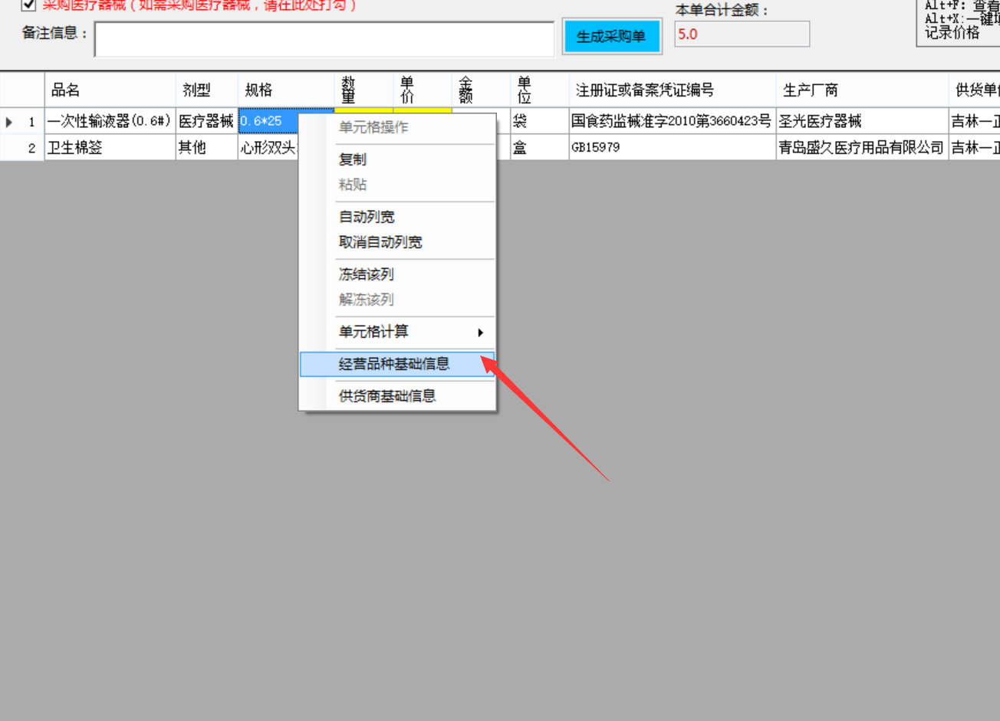 采购医疗器械（如需采购医疗器械，请在此处打勾）
本单合计金额：
备注信息：
生成采购单
5.0
Alt+F: 查看
Alt+X:一键
记录价格
品名 剂型 规格 数量 单价 金额 单位 注册证或备案凭证编号 生产厂商 供货单
1 一次性输液器(0.6#) 医疗器械 0.6*25 袋 国食药监械准字2010第3660423号 圣光医疗器械 吉林一正
2 卫生棉签 其他 心形双头 盒 GB15979 青岛盛久医疗用品有限公司 吉林一正
单元格操作
复制
粘贴
自动列宽
取消自动列宽
冻结该列
解冻该列
单元格计算
经营品种基础信息
供货商基础信息